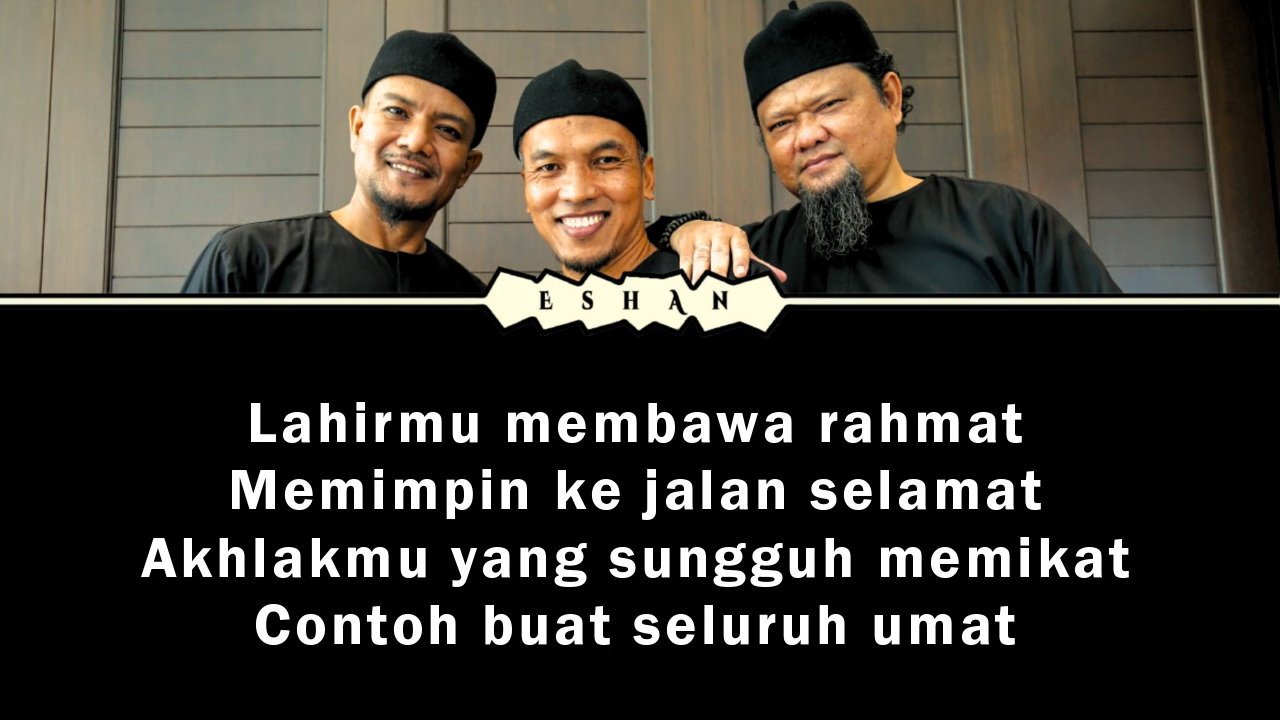 ESHAN
Lahirmu membawa rahmat
Memimpin ke jalan selamat
Akhlakmu yang sungguh memikat
Contoh buat seluruh umat